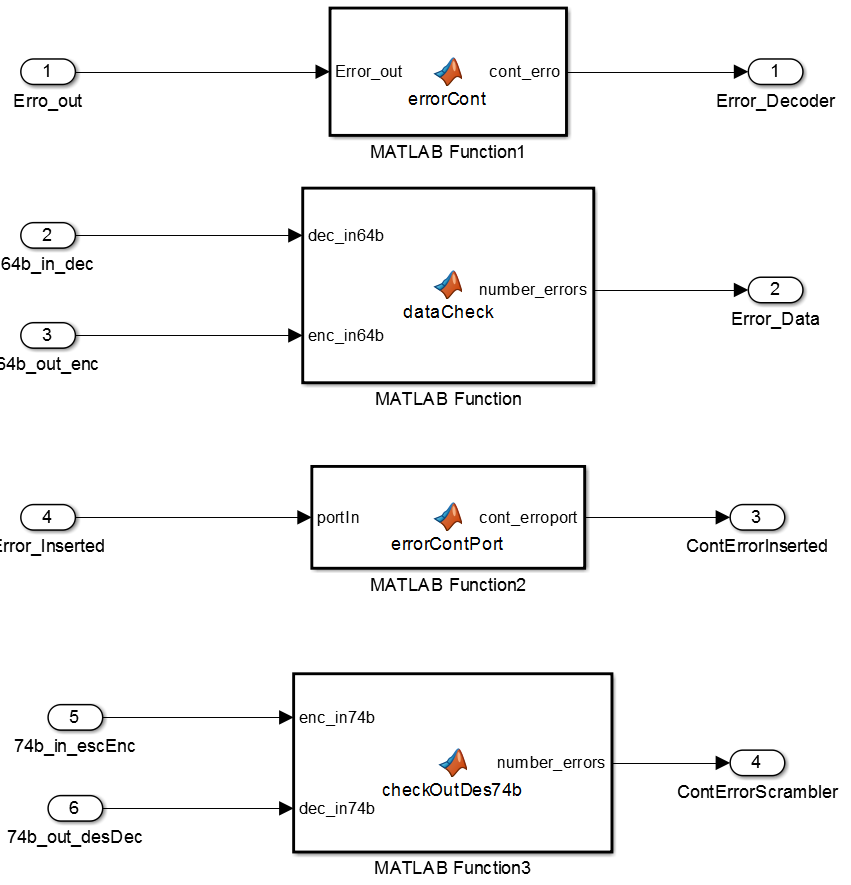 1
Erro_out
Error_out
errorCont
cont_erro
1
Error_Decoder
MATLAB Function1
2
64b_in_dec
3
64b_out_enc
dec_in64b
enc_in64b
dataCheck
number_errors
2
Error_Data
MATLAB Function
4
Error_Inserted
portIn
errorContPort
cont_erroport
3
ContErrorInserted
MATLAB Function2
5
74b_in_escEnc
6
74b_out_desDec
enc_in74b
dec_in74b
checkOutDes74b
number_errors
4
ContErrorScrambler
MATLAB Function3